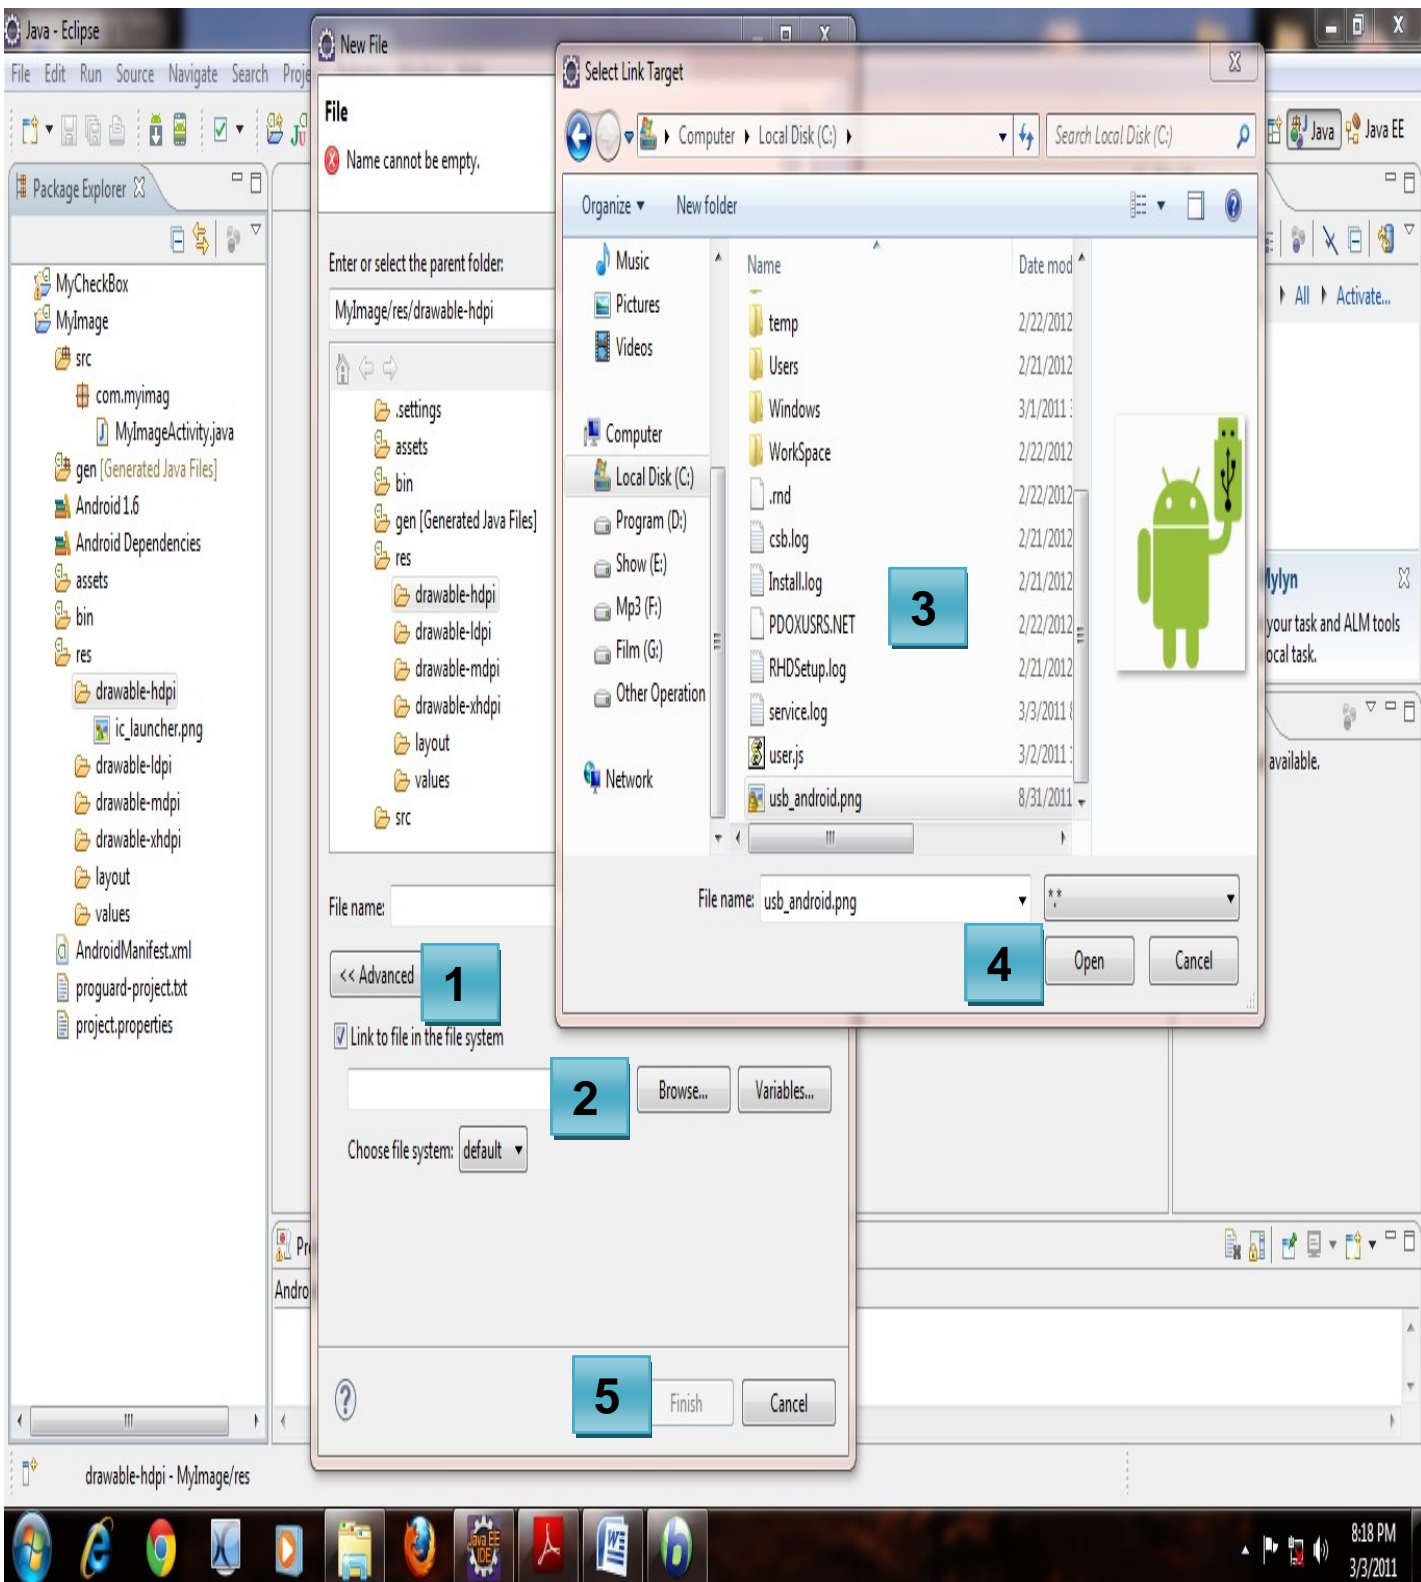 Java - Eclipse
File Edit Run Source Navigate Search Proje
Java
Java EE
Package Explorer
MyCheckBox
MyImage
src
com.myimag
MyImageActivity.java
gen [Generated Java Files]
Android 1.6
Android Dependencies
assets
bin
res
drawable-hdpi
ic_launcher.png
drawable-ldpi
drawable-mdpi
drawable-xhdpi
layout
values
AndroidManifest.xml
proguard-project.txt
project.properties
New File
File
Name cannot be empty.
Enter or select the parent folder:
MyImage/res/drawable-hdpi
.settings
assets
bin
gen [Generated Java Files]
res
drawable-hdpi
drawable-ldpi
drawable-mdpi
drawable-xhdpi
layout
values
src
File name:
<< Advanced
1
Link to file in the file system
2
Browse...
Variables...
Choose file system: default
5
Finish
Cancel
Select Link Target
Computer Local Disk (C:)
Search Local Disk (C:)
Organize New folder
Music
Pictures
Videos
Computer
Local Disk (C:)
Program (D:)
Show (E:)
Mp3 (F:)
Film (G:)
Other Operation
Network
Name Date mod
temp 2/22/2012
Users 2/21/2012
Windows 3/1/2011
WorkSpace 2/22/2012
.rnd 2/22/2012
csb.log 2/21/2012
Install.log 2/21/2012
PDOXUSRS.NET 2/22/2012
RHDSetup.log 2/21/2012
service.log 3/3/2011
user.js 3/2/2011
usb_android.png 8/31/2011
3
File name: usb_android.png
*.*
4
Open
Cancel
All Activate...
Mylyn
your task and ALM tools
ocal task.
available.
Pr
Andro
drawable-hdpi - MyImage/res
Java EE
IDE
8:18 PM
3/3/2011